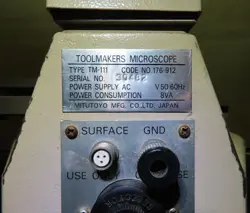 TOOLMAKERS MICROSCOPE
TYPE TM-111 CODE NO 176-912
SERIAL NO.
POWER SUPPLY AC V 50-60Hz
POWER CONSUMPTION 8VA
MITUTOYO MFG. CO., LTD. JAPAN
SURFACE GND